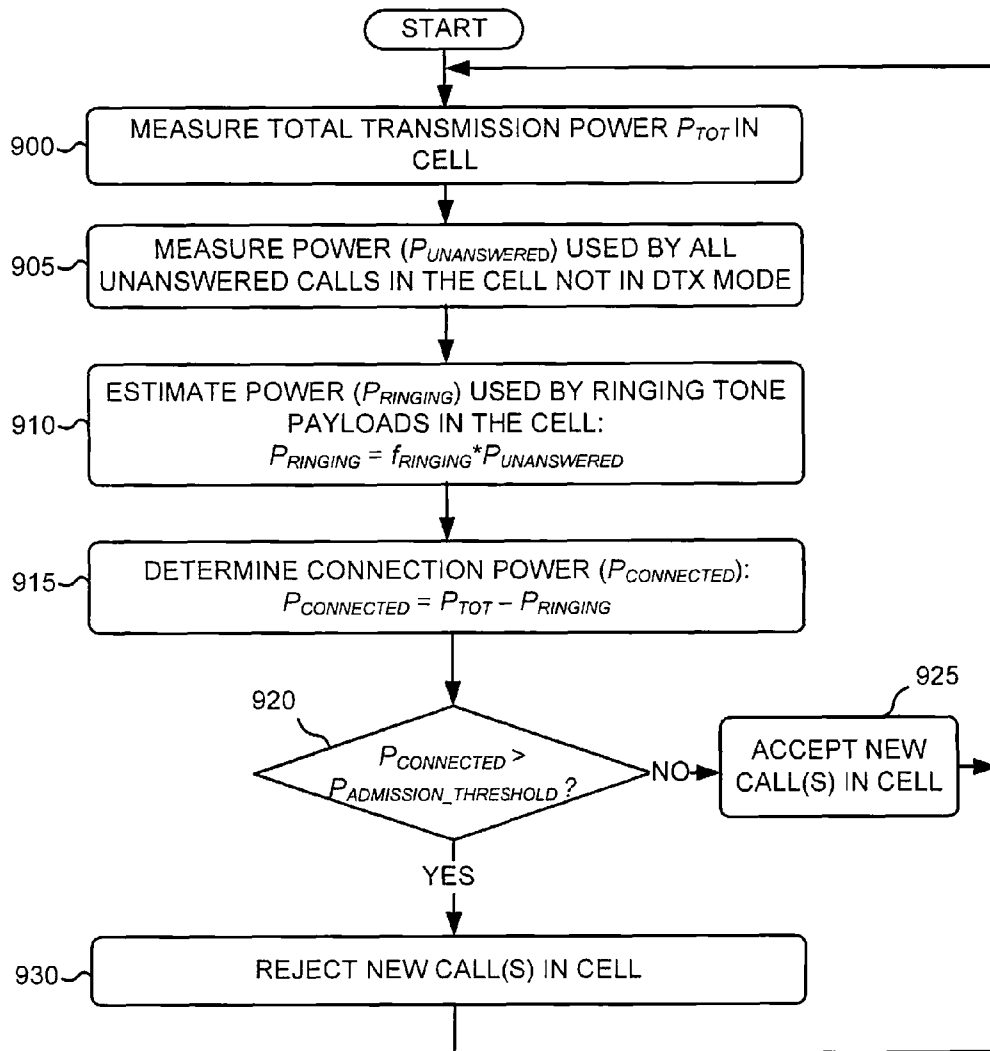 START
900
MEASURE TOTAL TRANSMISSION POWER P_TOT IN
CELL
905
MEASURE POWER (P_UNANSWERED) USED BY ALL
UNANSWERED CALLS IN THE CELL NOT IN DTX MODE
910
ESTIMATE POWER (P_RINGING) USED BY RINGING TONE
PAYLOADS IN THE CELL:
P_RINGING = f_RINGING*P_UNANSWERED
915
DETERMINE CONNECTION POWER (P_CONNECTED):
P_CONNECTED = P_TOT – P_RINGING
920
P_CONNECTED >
P_ADMISSION_THRESHOLD ?
NO
925
ACCEPT NEW
CALL(S) IN CELL
YES
930
REJECT NEW CALL(S) IN CELL